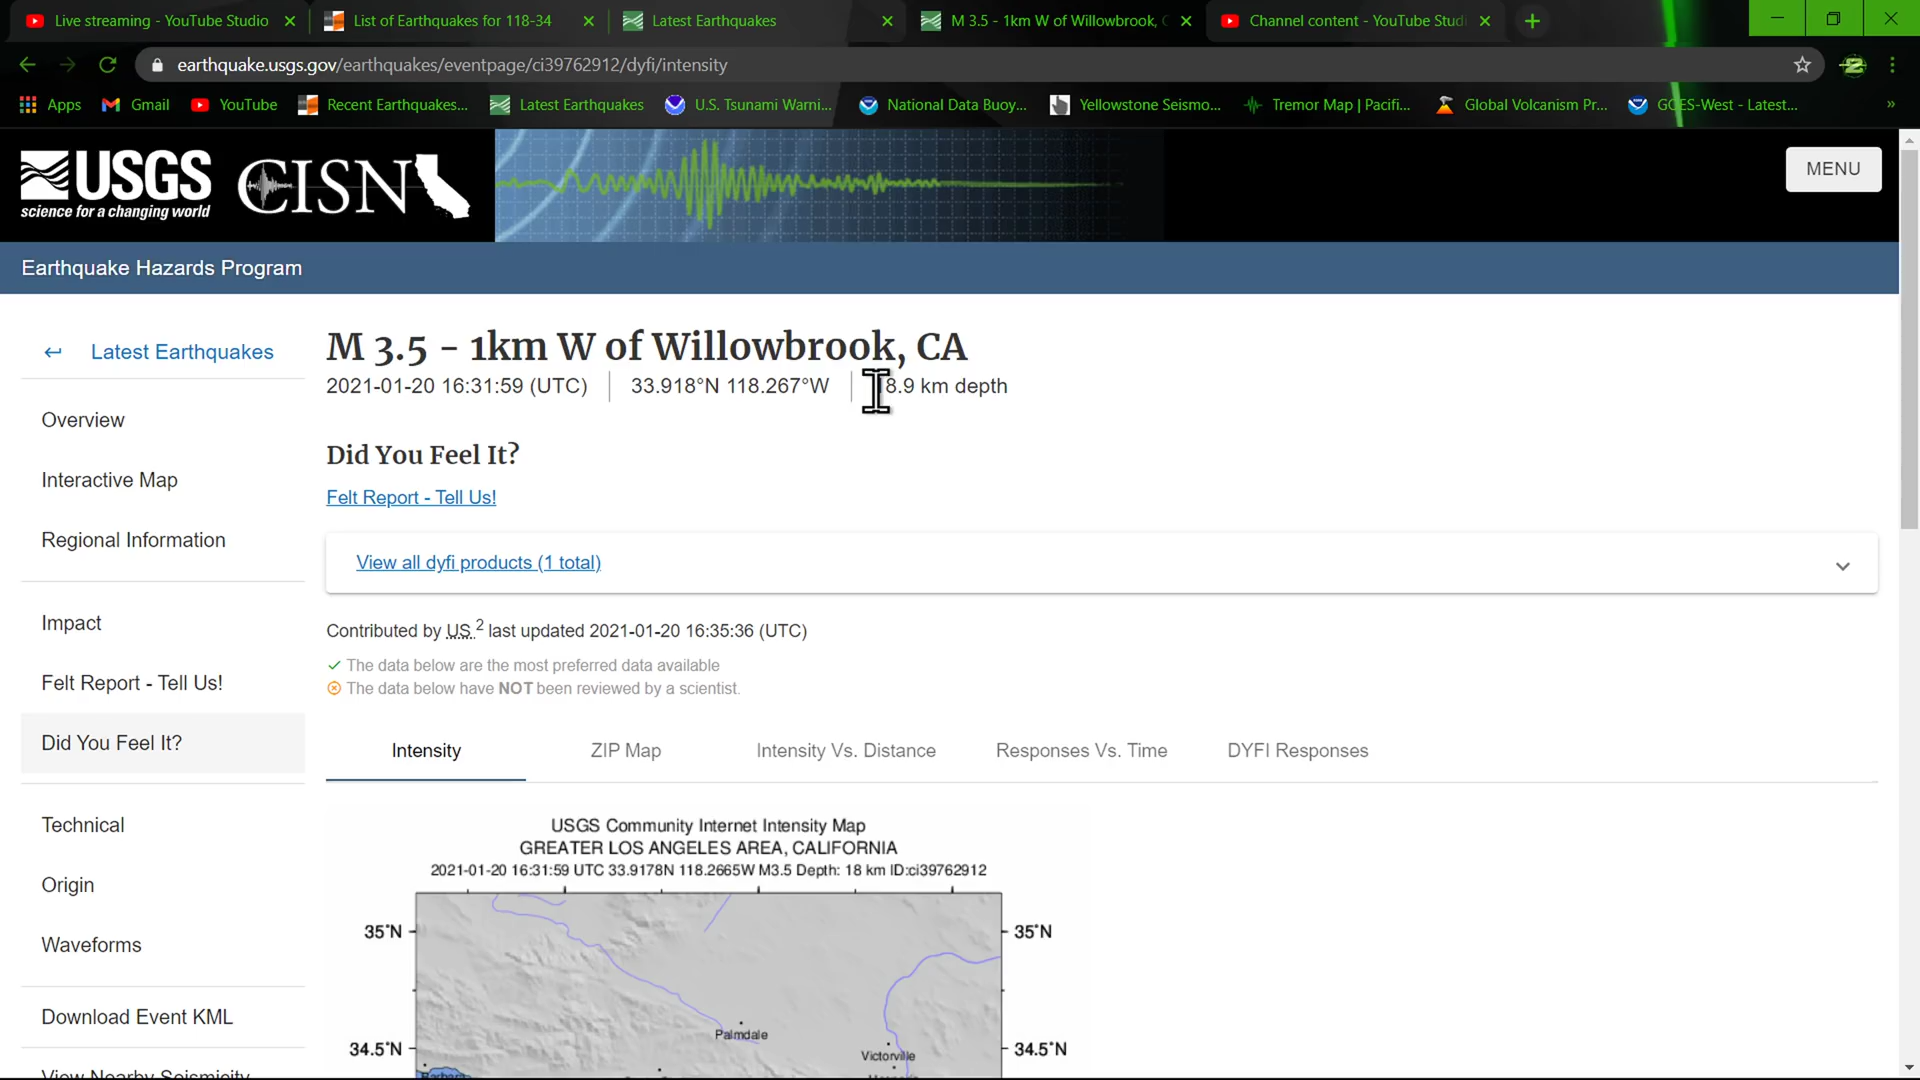 Live streaming - YouTube Studio
List of Earthquakes for 118-34
Latest Earthquakes
M 3.5 - 1km W of Willowbrook,
Channel content - YouTube Studi
earthquake.usgs.gov/earthquakes/eventpage/ci39762912/dyfi/intensity
Apps
Gmail
YouTube
Recent Earthquakes...
Latest Earthquakes
U.S. Tsunami Warni...
National Data Buoy...
Yellowstone Seismo...
Tremor Map | Pacifi...
Global Volcanism Pr...
GOES-West - Latest...
»
USGS
science for a changing world
CISN
MENU
Earthquake Hazards Program
Latest Earthquakes
Overview
Interactive Map
Regional Information
Impact
Felt Report - Tell Us!
Did You Feel It?
Technical
Origin
Waveforms
Download Event KML
View Nearby Seismicity
M 3.5 - 1km W of Willowbrook, CA
2021-01-20 16:31:59 (UTC)
33.918°N 118.267°W
8.9 km depth
Did You Feel It?
Felt Report - Tell Us!
View all dyfi products (1 total)
Contributed by US 2 last updated 2021-01-20 16:35:36 (UTC)
The data below are the most preferred data available
The data below have NOT been reviewed by a scientist.
Intensity
ZIP Map
Intensity Vs. Distance
Responses Vs. Time
DYFI Responses
USGS Community Internet Intensity Map
GREATER LOS ANGELES AREA, CALIFORNIA
2021-01-20 16:31:59 UTC 33.9178N 118.2665W M3.5 Depth: 18 km ID:ci39762912
35°N
35°N
Palmdale
34.5°N
Victorville
34.5°N